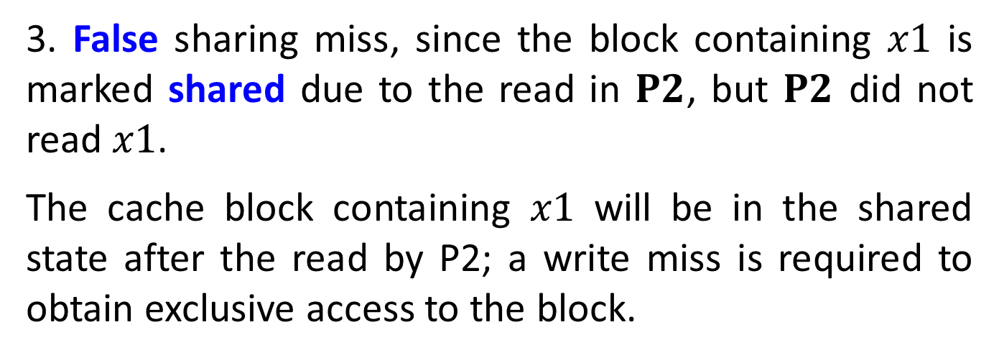 3. False sharing miss, since the block containing x1 is
marked shared due to the read in P2, but P2 did not
read x1.
The cache block containing x1 will be in the shared
state after the read by P2; a write miss is required to
obtain exclusive access to the block.